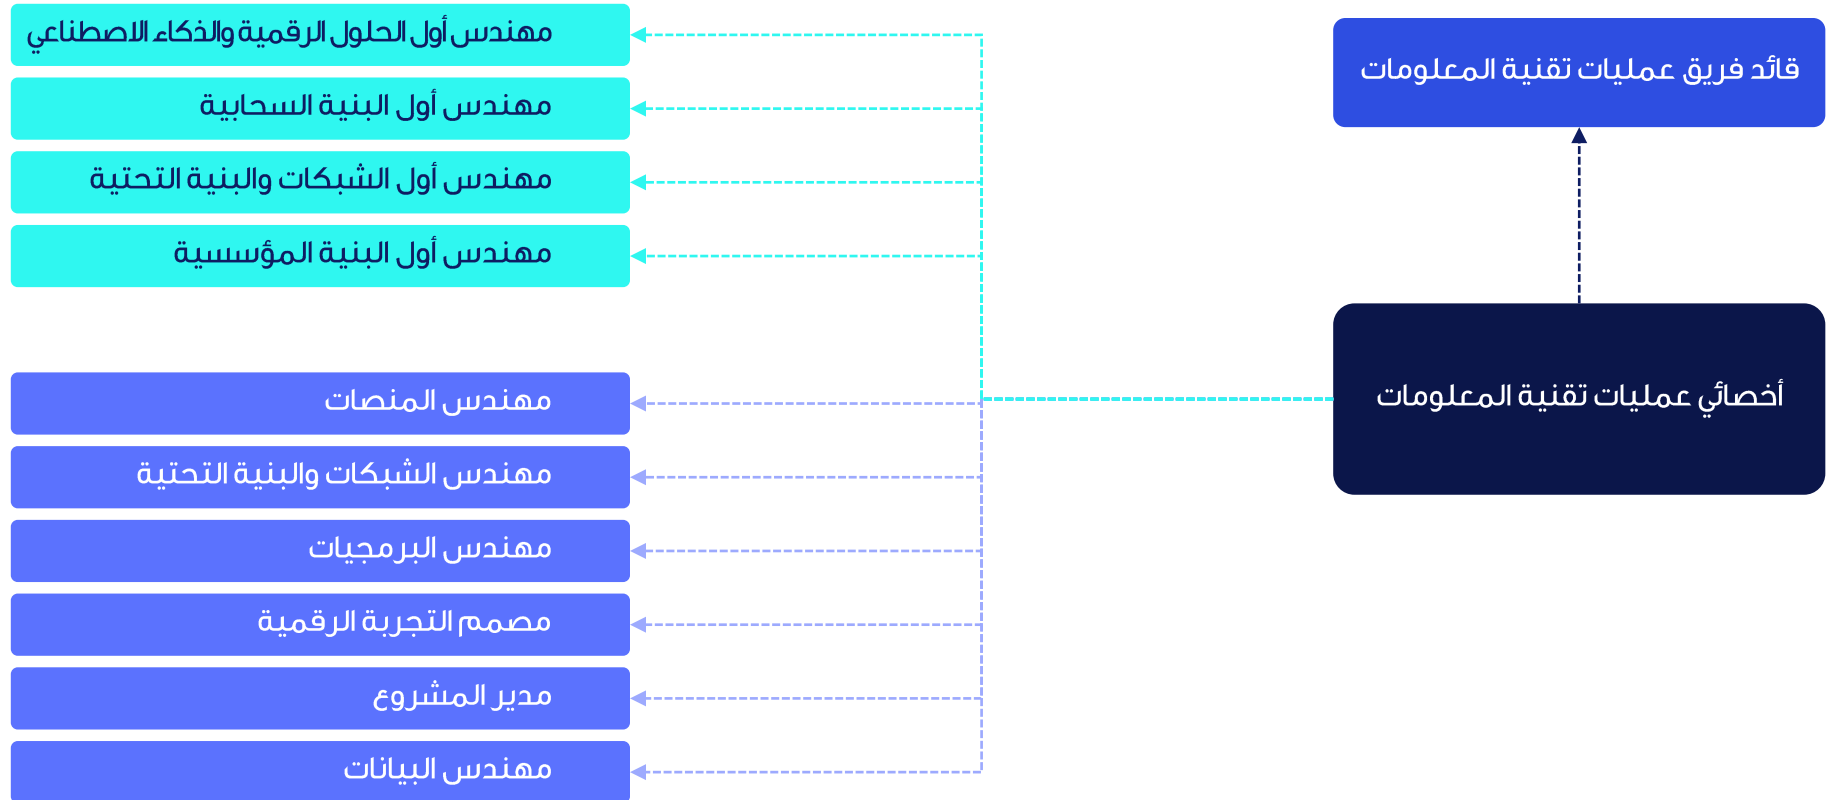 قائد فريق عمليات تقنية المعلومات
أخصائي عمليات تقنية المعلومات
مهندس أول الحلول الرقمية والذكاء الاصطناعي
مهندس أول البنية السحابية
مهندس أول الشبكات والبنية التحتية
مهندس أول البنية المؤسسية
مهندس المنصات
مهندس الشبكات والبنية التحتية
مهندس البرمجيات
مصمم التجربة الرقمية
مدير المشروع
مهندس البيانات